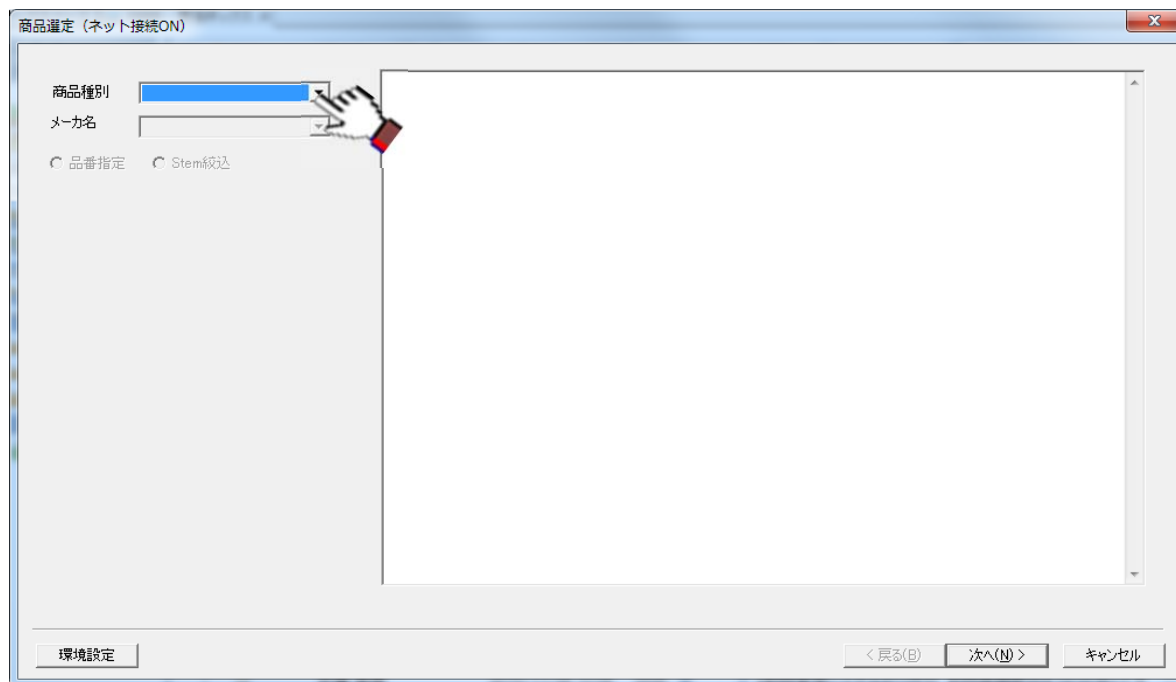 商品選定（ネット接続ON）
商品種別
メーカ名
品番指定 Stem絞込
環境設定 < 戻る(B) 次へ(N) > キャンセル